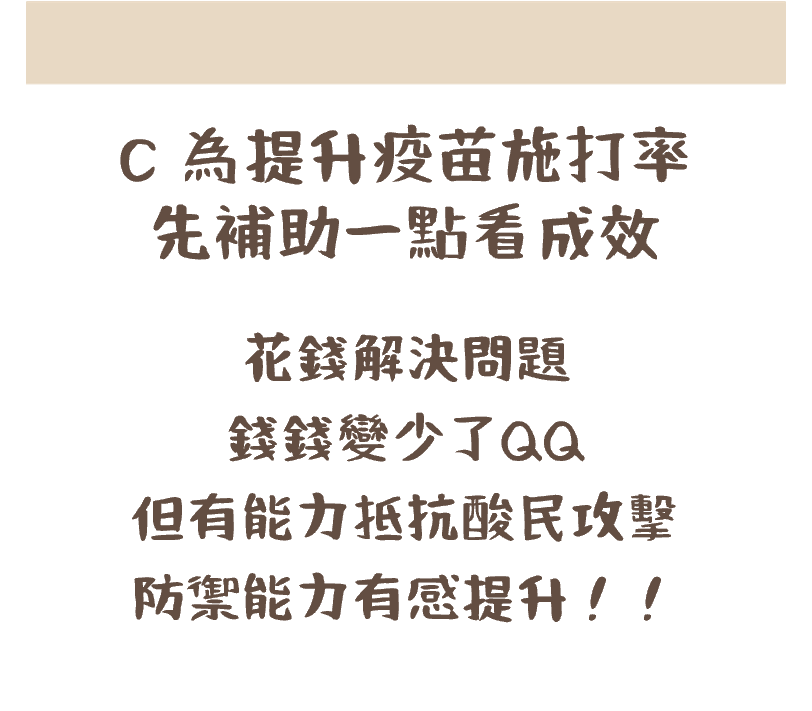 C 為提升疫苗施打率
先補助一點看成效
花錢解決問題
錢錢變少了QQ
但有能力抵抗酸民攻擊
防禦能力有感提升！！